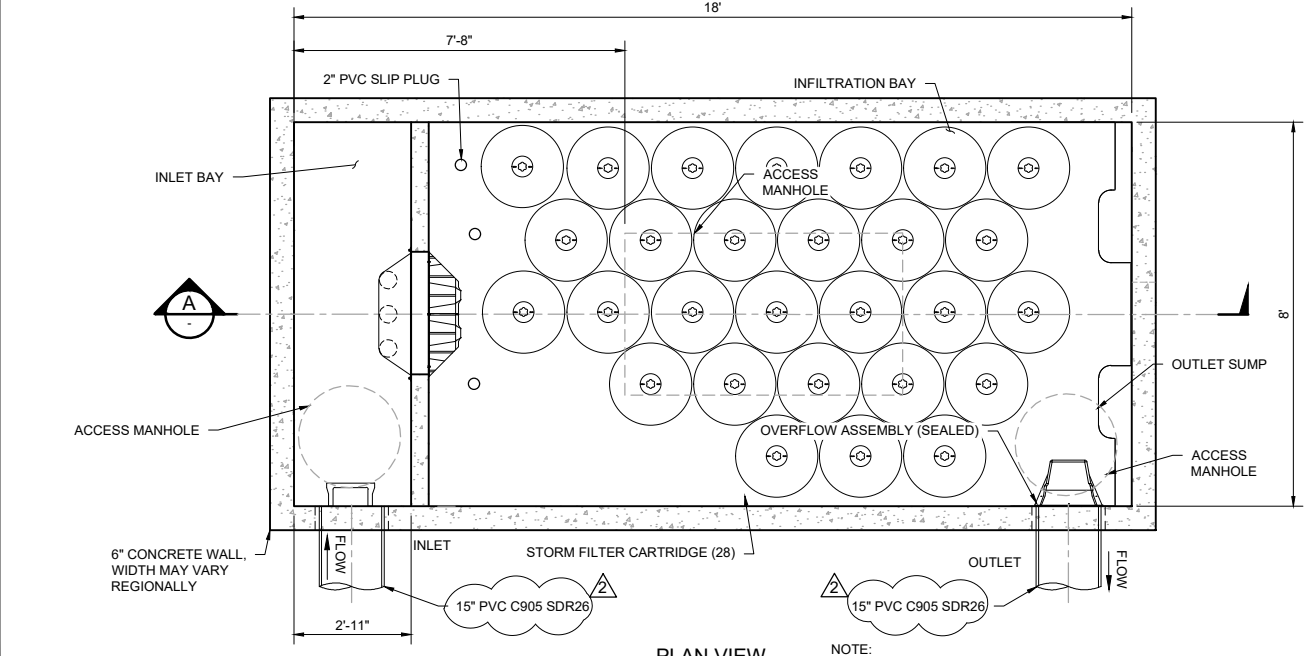 18'
7'-8"
2" PVC SLIP PLUG
INFILTRATION BAY
INLET BAY
ACCESS
MANHOLE
A
-
8'
OUTLET SUMP
ACCESS MANHOLE
OVERFLOW ASSEMBLY (SEALED)
ACCESS
MANHOLE
6" CONCRETE WALL,
WIDTH MAY VARY
REGIONALLY
FLOW
INLET
STORM FILTER CARTRIDGE (28)
OUTLET
FLOW
2
15" PVC C905 SDR26
2
15" PVC C905 SDR26
2'-11"
PLAN VIEW
NOTE: